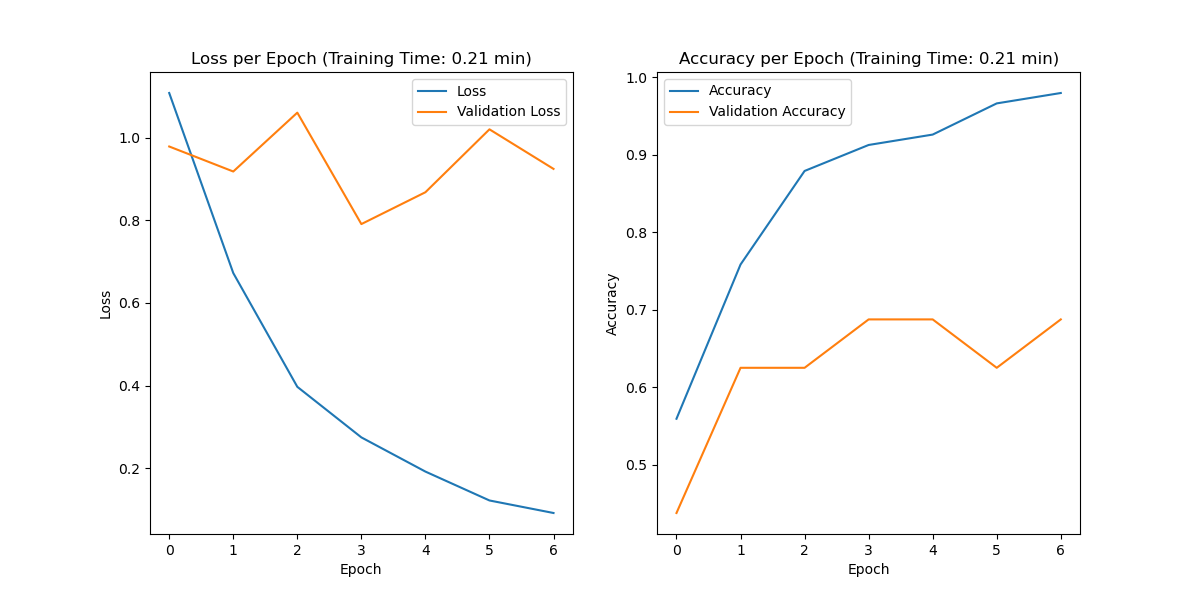 Loss per Epoch (Training Time: 0.21 min)
Loss
Validation Loss
1.0
0.8
0.6
0.4
0.2
Loss
0 1 2 3 4 5 6
Epoch
Accuracy per Epoch (Training Time: 0.21 min)
Accuracy
Validation Accuracy
1.0
0.9
0.8
0.7
0.6
0.5
Accuracy
0 1 2 3 4 5 6
Epoch